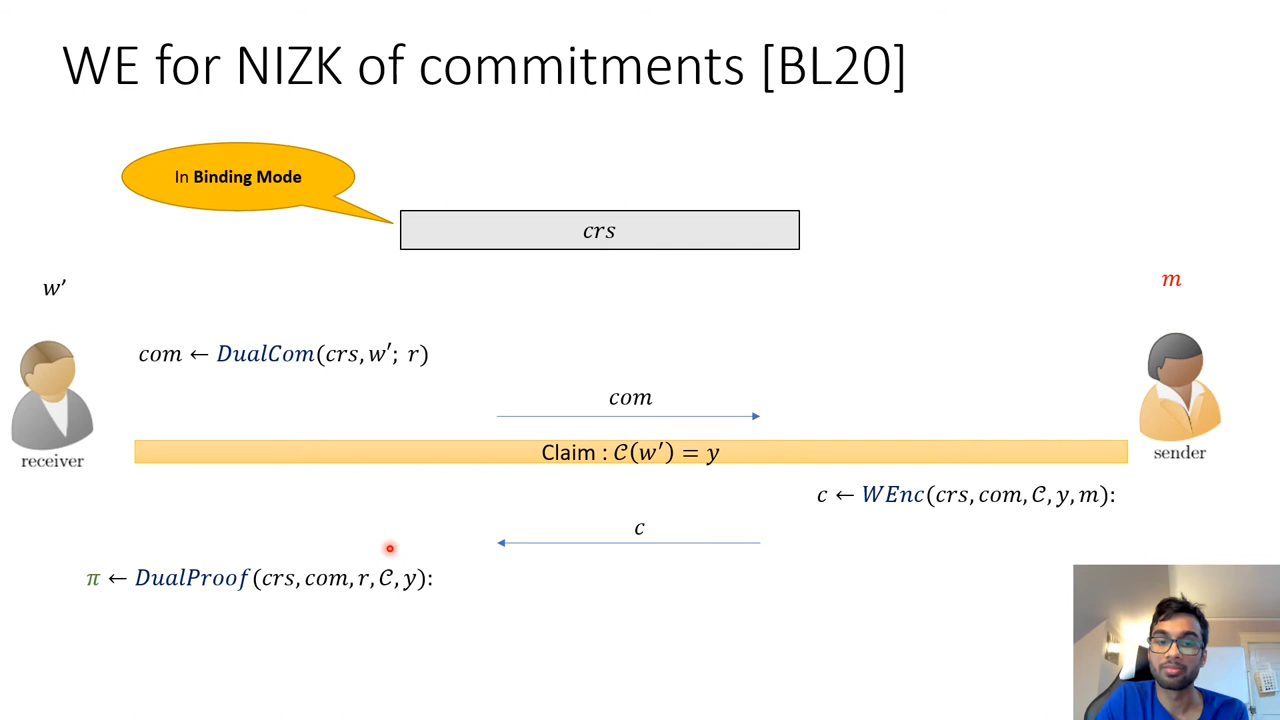 WE for NIZK of commitments [BL20]
In Binding Mode
crs
w’
m
com ← DualCom(crs, w′; r)
com
receiver
Claim : 𝒞(w′) = y
sender
c ← WEnc(crs, com, 𝒞, y, m):
c
π ← DualProof(crs, com, r, 𝒞, y):